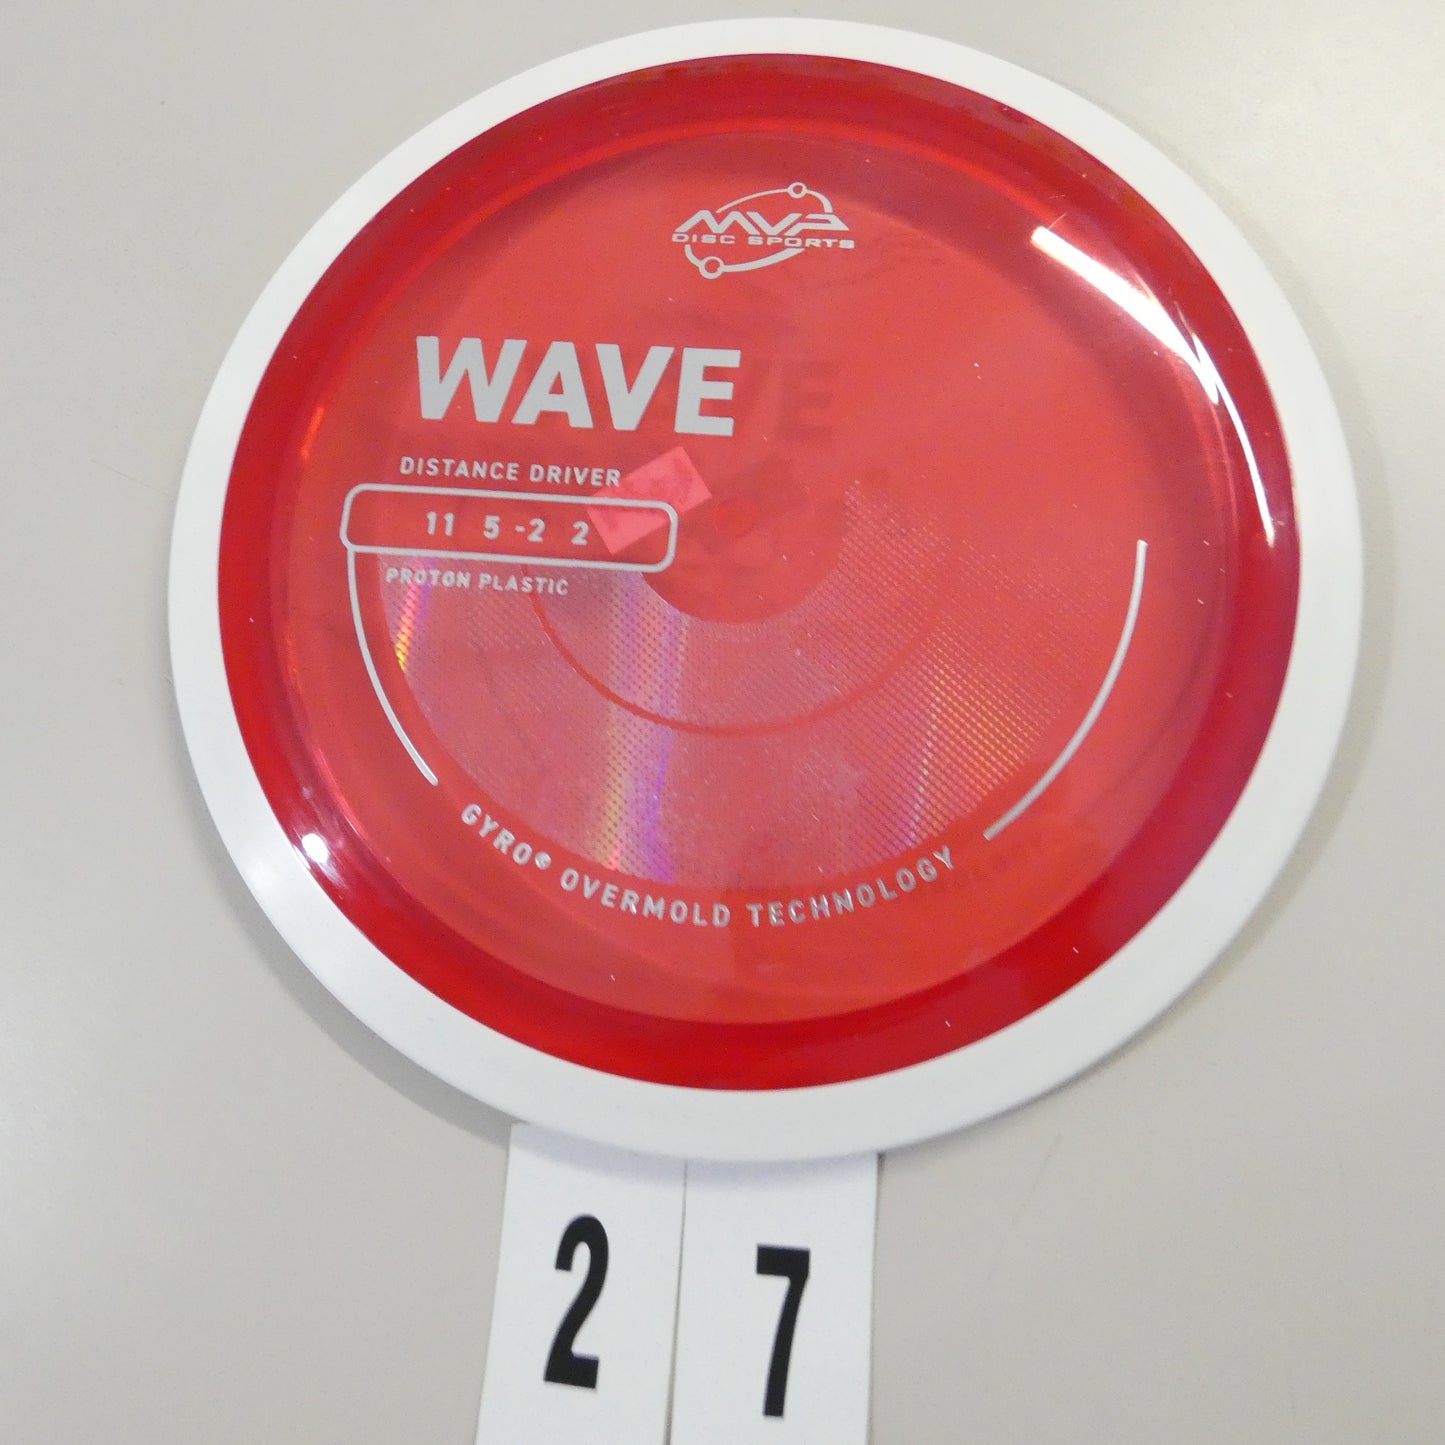 MVP
DISC SPORTS
WAVE
DISTANCE DRIVER
11 5 -2 2
PROTON PLASTIC
GYRO® OVERMOLD TECHNOLOGY
2 7